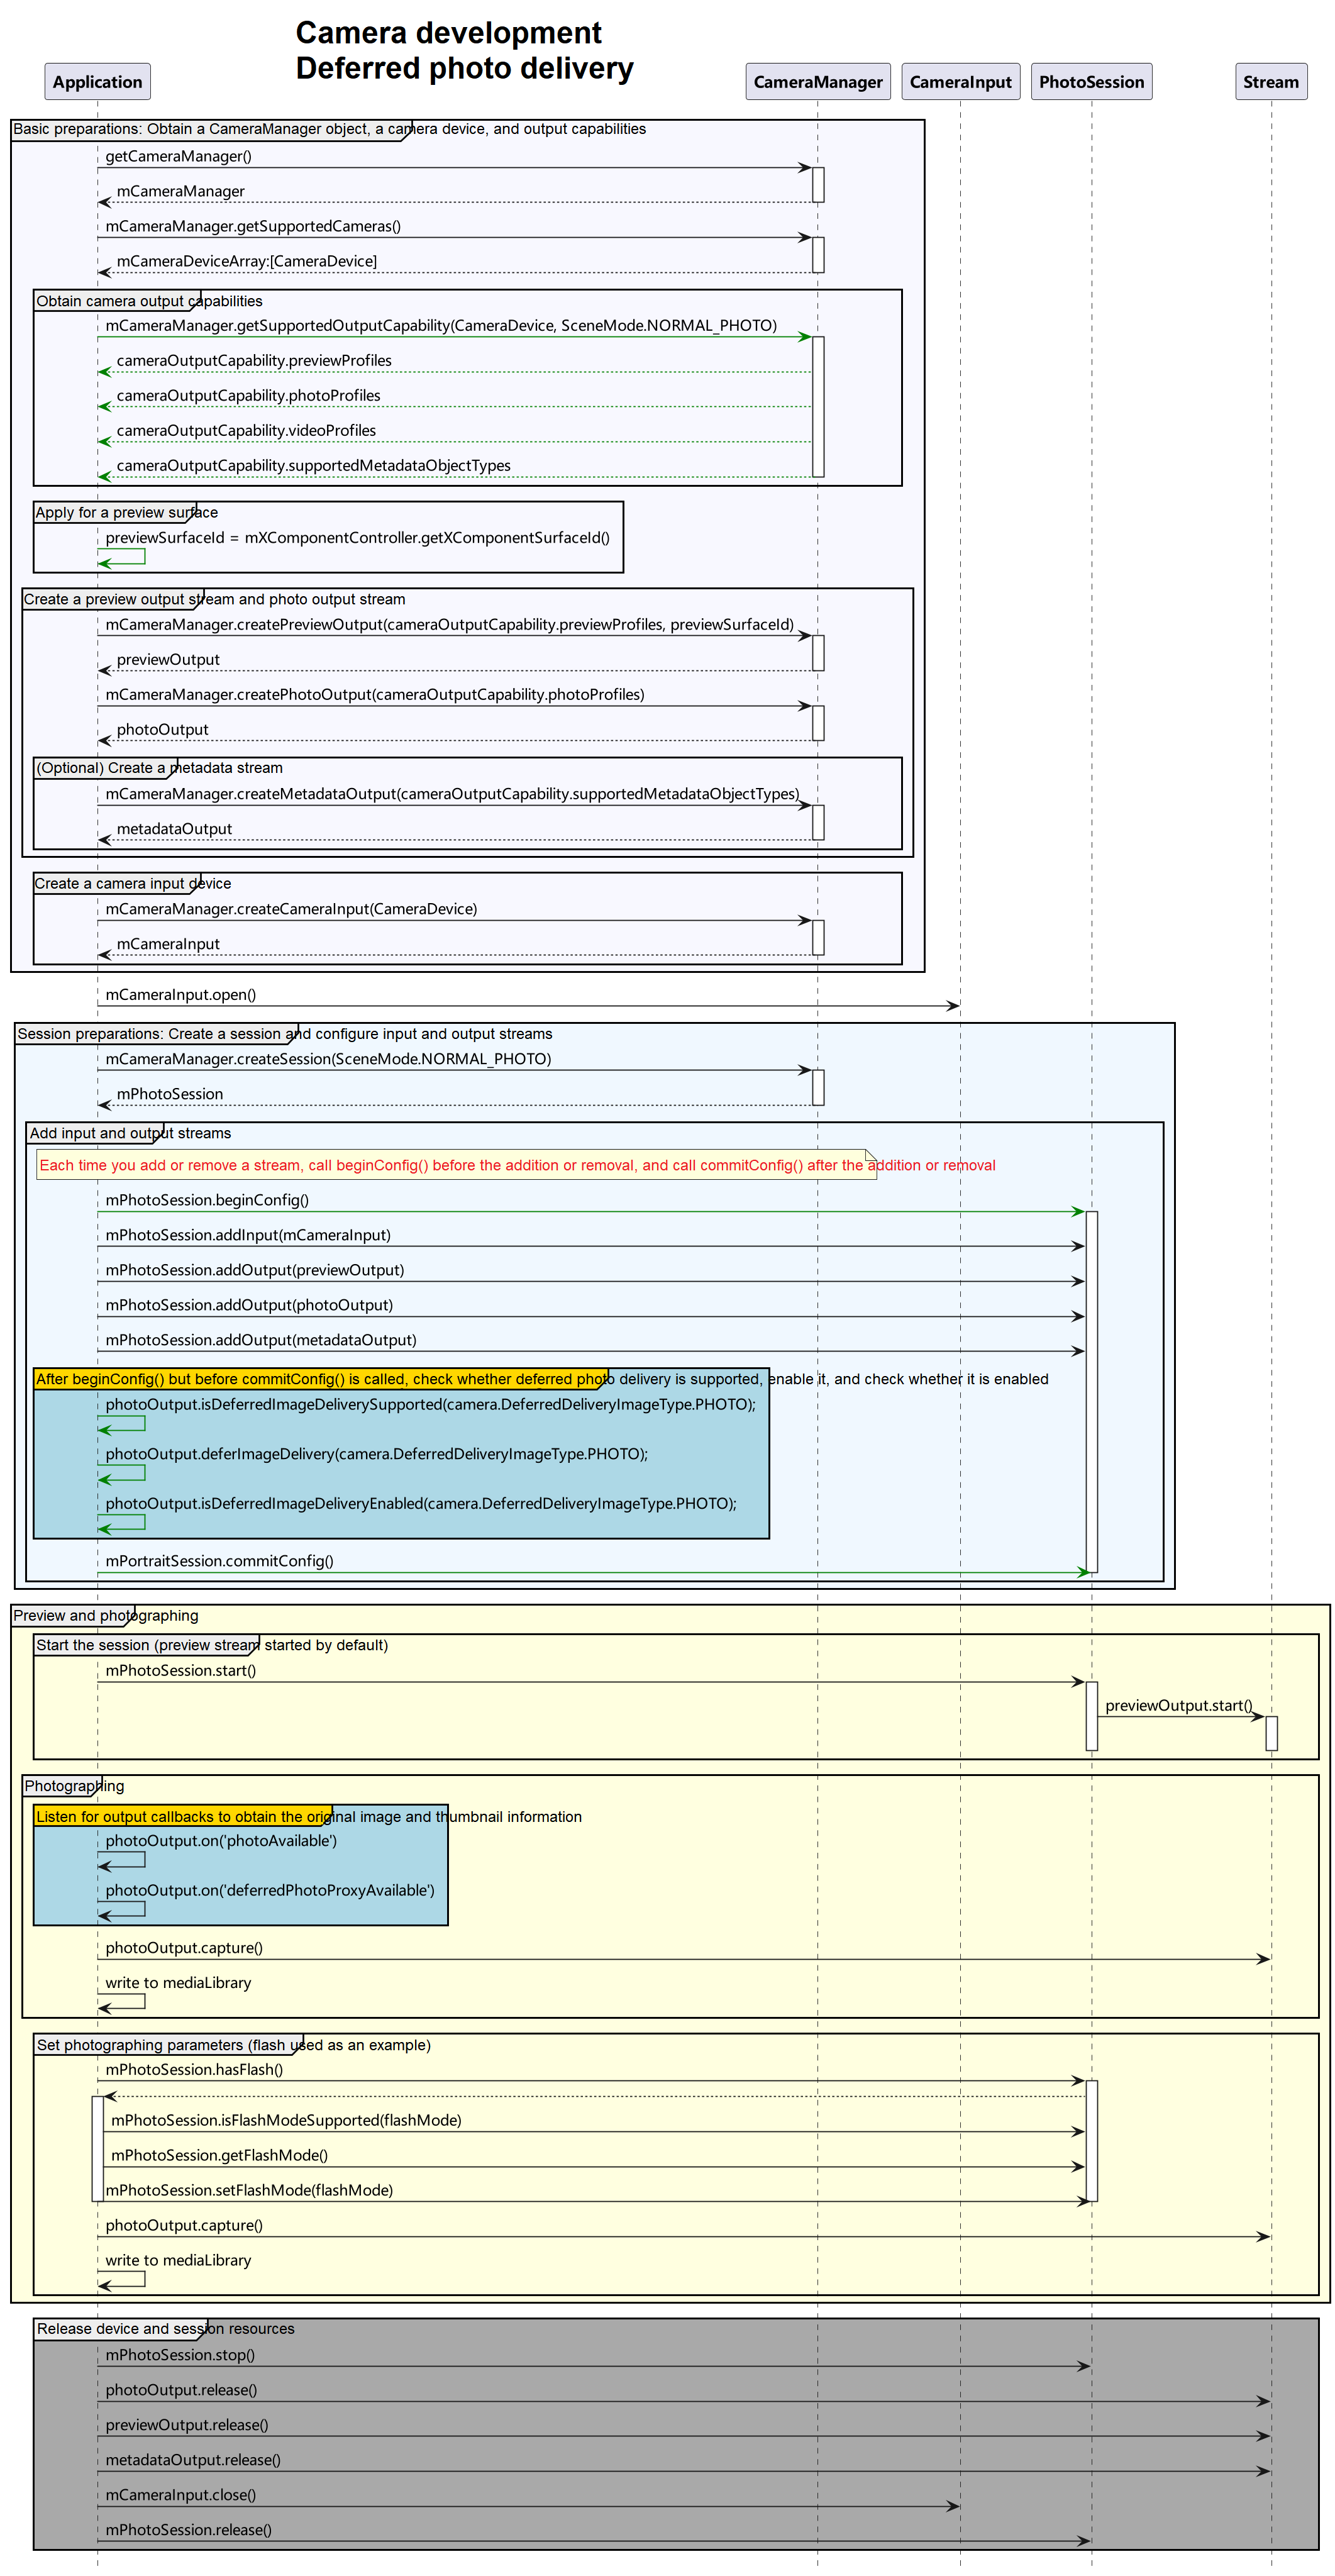 Camera development
Deferred photo delivery
Application
CameraManager
CameraInput
PhotoSession
Stream
Basic preparations: Obtain a CameraManager object, a camera device, and output capabilities
getCameraManager()
mCameraManager
mCameraManager.getSupportedCameras()
mCameraDeviceArray:[CameraDevice]
Obtain camera output capabilities
mCameraManager.getSupportedOutputCapability(CameraDevice, SceneMode.NORMAL_PHOTO)
cameraOutputCapability.previewProfiles
cameraOutputCapability.photoProfiles
cameraOutputCapability.videoProfiles
cameraOutputCapability.supportedMetadataObjectTypes
Apply for a preview surface
previewSurfaceId = mXComponentController.getXComponentSurfaceId()
Create a preview output stream and photo output stream
mCameraManager.createPreviewOutput(cameraOutputCapability.previewProfiles, previewSurfaceId)
previewOutput
mCameraManager.createPhotoOutput(cameraOutputCapability.photoProfiles)
photoOutput
(Optional) Create a metadata stream
mCameraManager.createMetadataOutput(cameraOutputCapability.supportedMetadataObjectTypes)
metadataOutput
Create a camera input device
mCameraManager.createCameraInput(CameraDevice)
mCameraInput
mCameraInput.open()
Session preparations: Create a session and configure input and output streams
mCameraManager.createSession(SceneMode.NORMAL_PHOTO)
mPhotoSession
Add input and output streams
Each time you add or remove a stream, call beginConfig() before the addition or removal, and call commitConfig() after the addition or removal
mPhotoSession.beginConfig()
mPhotoSession.addInput(mCameraInput)
mPhotoSession.addOutput(previewOutput)
mPhotoSession.addOutput(photoOutput)
mPhotoSession.addOutput(metadataOutput)
After beginConfig() but before commitConfig() is called, check whether deferred photo delivery is supported, enable it, and check whether it is enabled
photoOutput.isDeferredImageDeliverySupported(camera.DeferredDeliveryImageType.PHOTO);
photoOutput.deferImageDelivery(camera.DeferredDeliveryImageType.PHOTO);
photoOutput.isDeferredImageDeliveryEnabled(camera.DeferredDeliveryImageType.PHOTO);
mPortraitSession.commitConfig()
Preview and photographing
Start the session (preview stream started by default)
mPhotoSession.start()
previewOutput.start()
Photographing
Listen for output callbacks to obtain the original image and thumbnail information
photoOutput.on('photoAvailable')
photoOutput.on('deferredPhotoProxyAvailable')
photoOutput.capture()
write to mediaLibrary
Set photographing parameters (flash used as an example)
mPhotoSession.hasFlash()
mPhotoSession.isFlashModeSupported(flashMode)
mPhotoSession.getFlashMode()
mPhotoSession.setFlashMode(flashMode)
photoOutput.capture()
write to mediaLibrary
Release device and session resources
mPhotoSession.stop()
photoOutput.release()
previewOutput.release()
metadataOutput.release()
mCameraInput.close()
mPhotoSession.release()